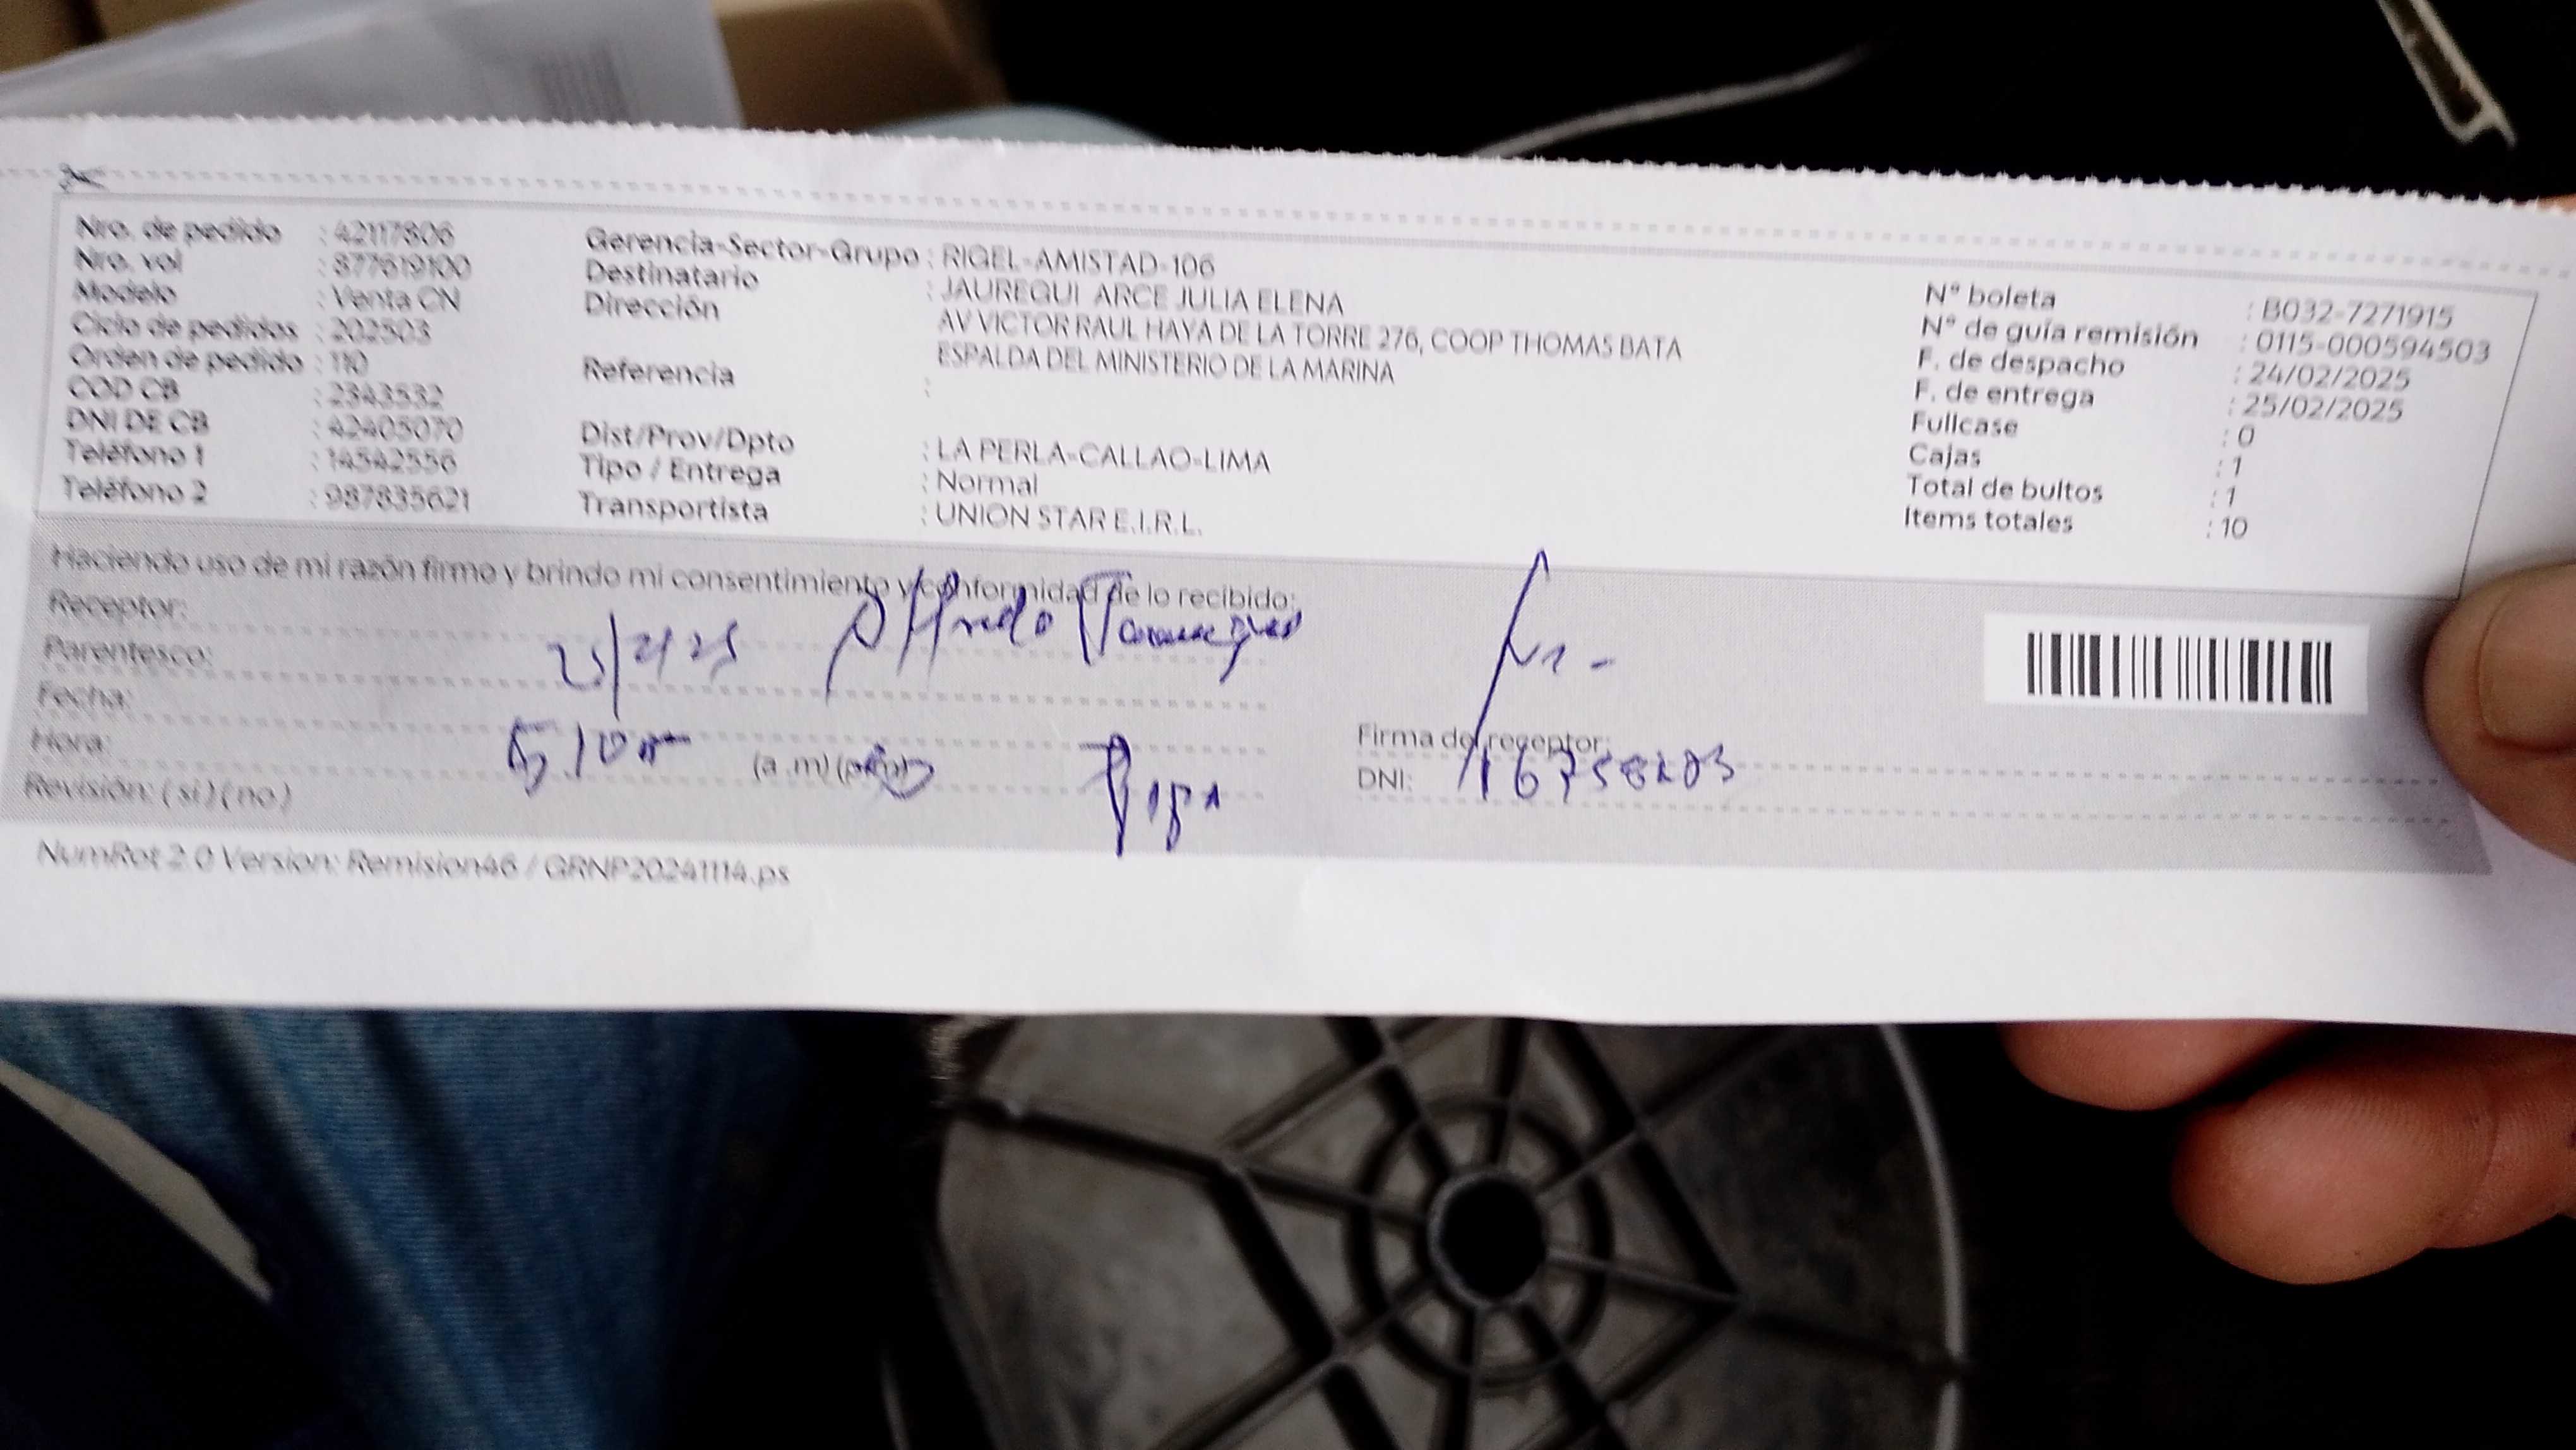 Nro. de pedido : 42117806
Nro. vol : 877619100
Modelo : Venta CN
Ciclo de pedidos : 202503
Orden de pedido : 110
COD CB : 2343532
DNI DE CB : 42405070
Teléfono 1 : 14542556
Teléfono 2 : 987835621
Gerencia-Sector-Grupo : RIGEL-AMISTAD-106
Destinatario : JAUREGUI ARCE JULIA ELENA
Dirección AV VICTOR RAUL HAYA DE LA TORRE 276, COOP THOMAS BATA
ESPALDA DEL MINISTERIO DE LA MARINA
Referencia :
Dist/Prov/Dpto : LA PERLA-CALLAO-LIMA
Tipo / Entrega : Normal
Transportista : UNION STAR E.I.R.L.
N° boleta : B032-7271915
N° de guía remisión : 0115-000594503
F. de despacho : 24/02/2025
F. de entrega : 25/02/2025
Fullcase : 0
Cajas : 1
Total de bultos : 1
Items totales : 10
Haciendo uso de mi razón firmo y brindo mi consentimiento y conformidad de lo recibido:
Receptor:
Parentesco: 25/2/25
Fecha:
Hora: (a .m) (p.m)
Revisión: (si) (no)
Firma de receptor:
DNI:
NumRot 2.0 Version: Remision46 / GRNP20241114.ps